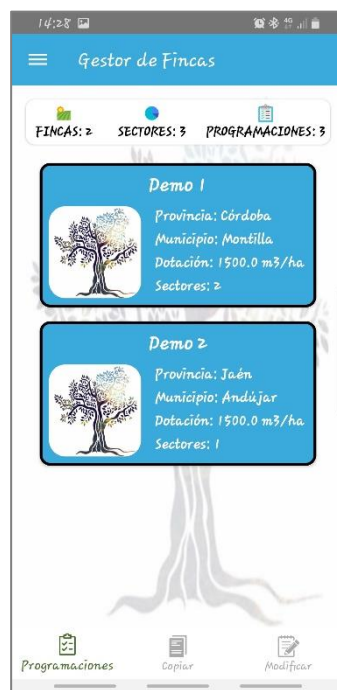 14:28
4G
Gestor de Fincas
FINCAS: 2 SECTORES: 3 PROGRAMACIONES: 3
Demo 1
Provincia: Córdoba
Municipio: Montilla
Dotación: 1500.0 m3/ha
Sectores: 2
Demo 2
Provincia: Jaén
Municipio: Andújar
Dotación: 1500.0 m3/ha
Sectores: 1
Programaciones Copiar Modificar